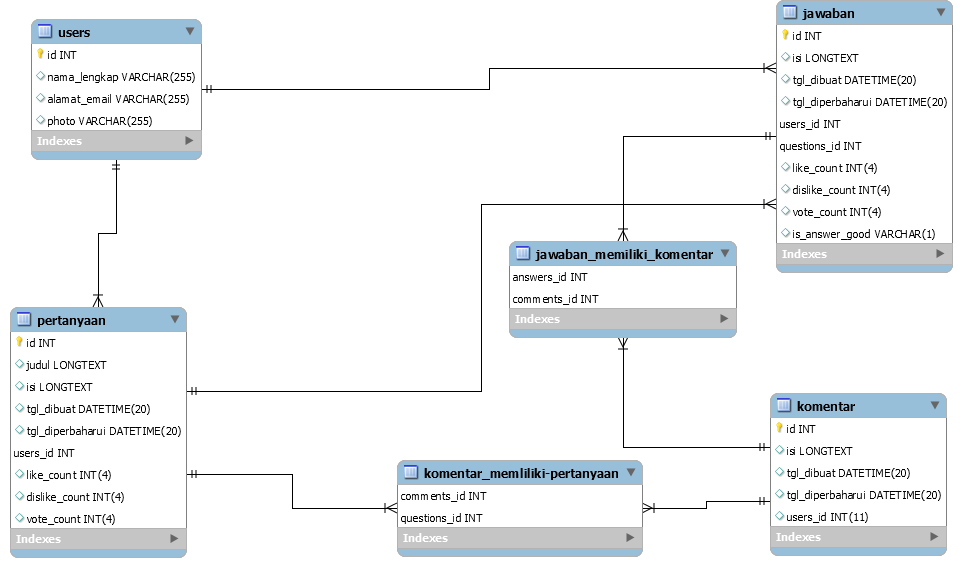 users
id INT
nama_lengkap VARCHAR(255)
alamat_email VARCHAR(255)
photo VARCHAR(255)
Indexes
jawaban
id INT
isi LONGTEXT
tgl_dibuat DATETIME(20)
tgl_diperbaharui DATETIME(20)
users_id INT
questions_id INT
like_count INT(4)
dislike_count INT(4)
vote_count INT(4)
is_answer_good VARCHAR(1)
Indexes
jawaban_memiliki_komentar
answers_id INT
comments_id INT
Indexes
pertanyaan
id INT
judul LONGTEXT
isi LONGTEXT
tgl_dibuat DATETIME(20)
tgl_diperbaharui DATETIME(20)
users_id INT
like_count INT(4)
dislike_count INT(4)
vote_count INT(4)
Indexes
komentar_memliliki-pertanyaan
comments_id INT
questions_id INT
Indexes
komentar
id INT
isi LONGTEXT
tgl_dibuat DATETIME(20)
tgl_diperbaharui DATETIME(20)
users_id INT(11)
Indexes